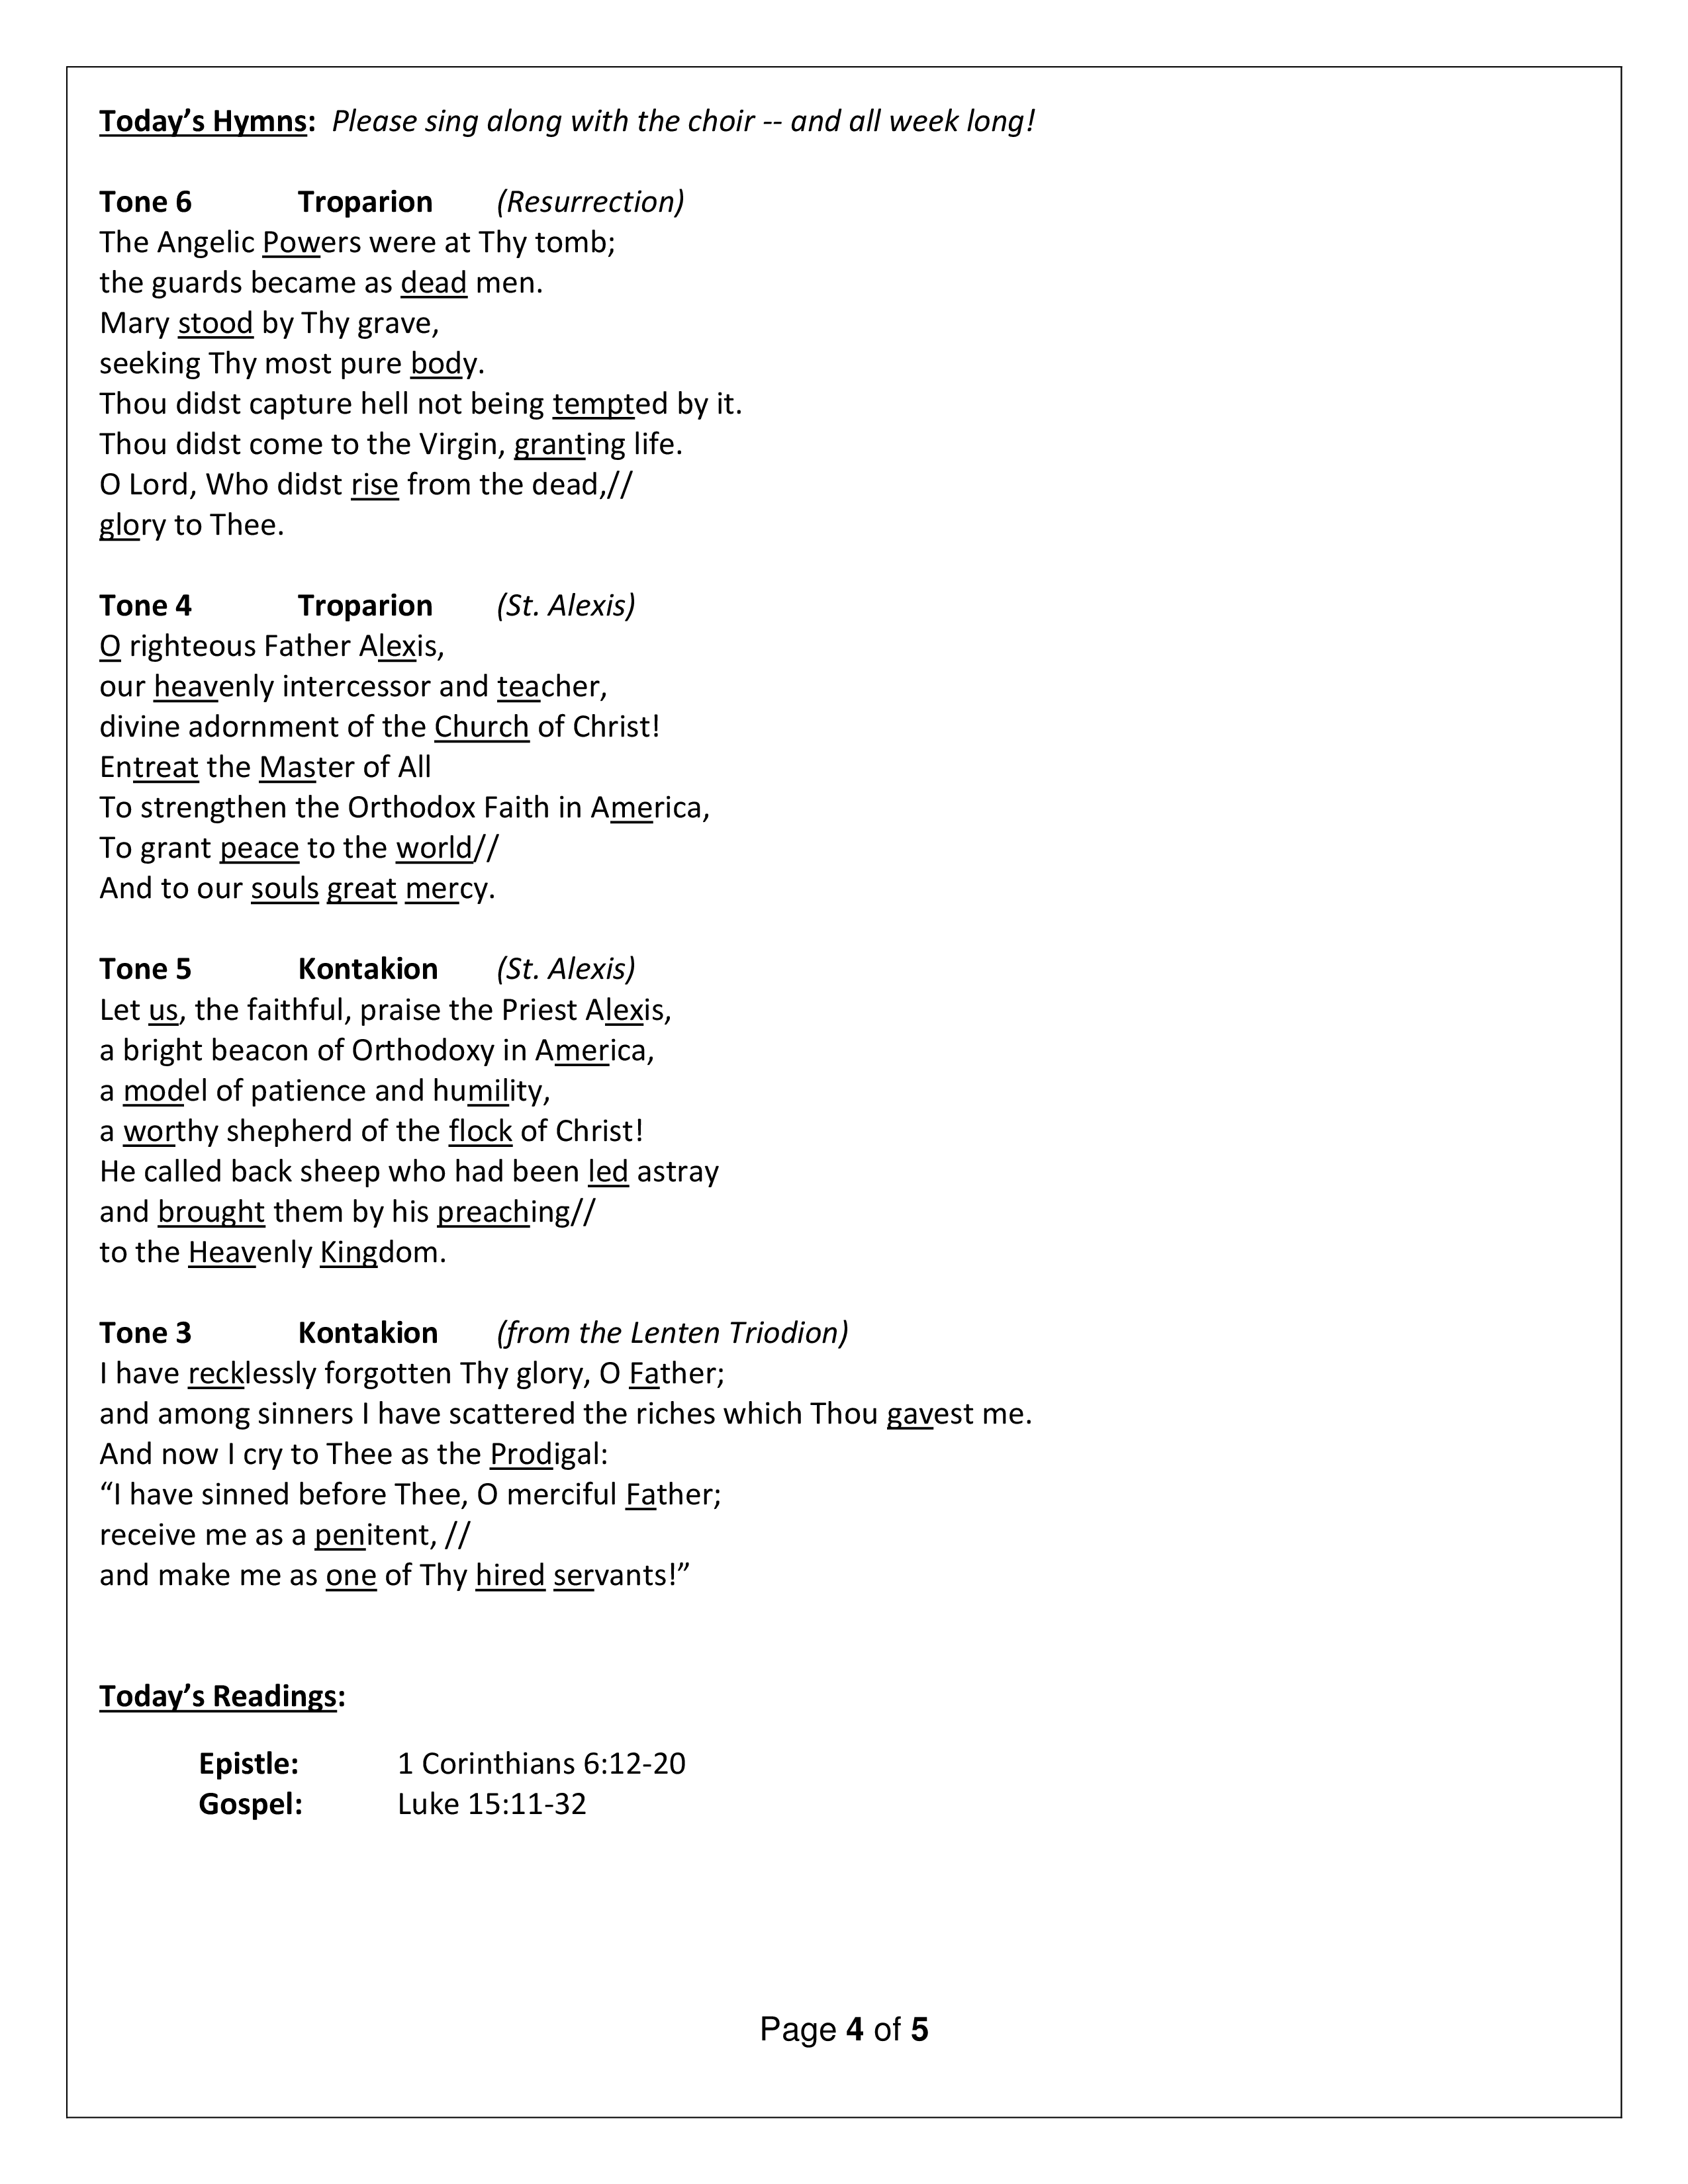 Today’s Hymns: Please sing along with the choir -- and all week long!
Tone 6 Troparion (Resurrection)
The Angelic Powers were at Thy tomb;
the guards became as dead men.
Mary stood by Thy grave,
seeking Thy most pure body.
Thou didst capture hell not being tempted by it.
Thou didst come to the Virgin, granting life.
O Lord, Who didst rise from the dead,//
glory to Thee.
Tone 4 Troparion (St. Alexis)
O righteous Father Alexis,
our heavenly intercessor and teacher,
divine adornment of the Church of Christ!
Entreat the Master of All
To strengthen the Orthodox Faith in America,
To grant peace to the world//
And to our souls great mercy.
Tone 5 Kontakion (St. Alexis)
Let us, the faithful, praise the Priest Alexis,
a bright beacon of Orthodoxy in America,
a model of patience and humility,
a worthy shepherd of the flock of Christ!
He called back sheep who had been led astray
and brought them by his preaching//
to the Heavenly Kingdom.
Tone 3 Kontakion (from the Lenten Triodion)
I have recklessly forgotten Thy glory, O Father;
and among sinners I have scattered the riches which Thou gavest me.
And now I cry to Thee as the Prodigal:
“I have sinned before Thee, O merciful Father;
receive me as a penitent, //
and make me as one of Thy hired servants!”
Today’s Readings:
Epistle: 1 Corinthians 6:12-20
Gospel: Luke 15:11-32
Page 4 of 5